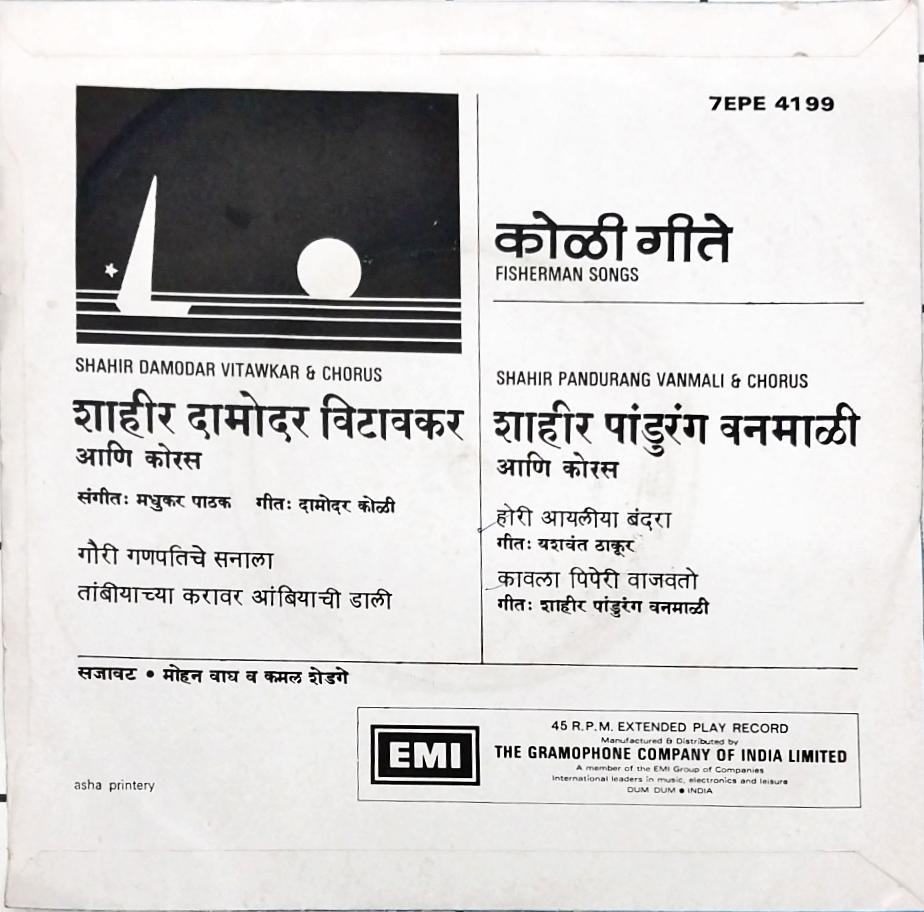 7EPE 4199
कोळी गीते
FISHERMAN SONGS
SHAHIR DAMODAR VITAWKAR & CHORUS
शाहीर दामोदर विटावकर
आणि कोरस
संगीत: मधुकर पाठक गीत: दामोदर कोळी
गौरी गणपतिचे सनाला
तांबीयाच्या करावर आंबियाची डाली
SHAHIR PANDURANG VANMALI & CHORUS
शाहीर पांडुरंग वनमाळी
आणि कोरस
होरी आयलीया बंदरा
गीत: यशवंत ठाकूर
कावला पिपेरी वाजवतो
गीत: शाहीर पांडुरंग वनमाळी
सजावट • मोहन वाघ व कमल शेडगे
EMI
45 R.P.M. EXTENDED PLAY RECORD
Manufactured & Distributed by
THE GRAMOPHONE COMPANY OF INDIA LIMITED
A member of the EMI Group of Companies
International leaders in music, electronics and leisure
DUM DUM • INDIA
asha printery